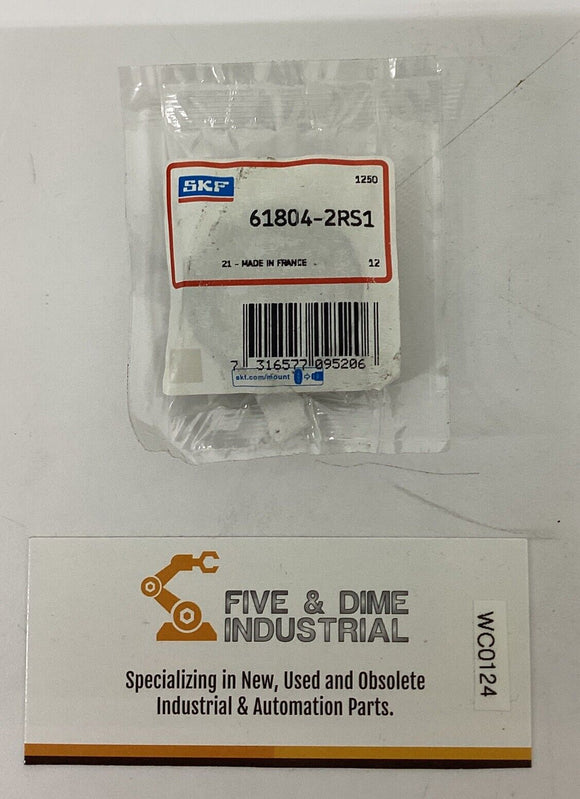 SKF
1250
61804-2RS1
21 - MADE IN FRANCE -
12
7 316577 095206
skf.com/mount
FIVE & DIME
INDUSTRIAL
Specializing in New, Used and Obsolete
Industrial & Automation Parts.
WC0124